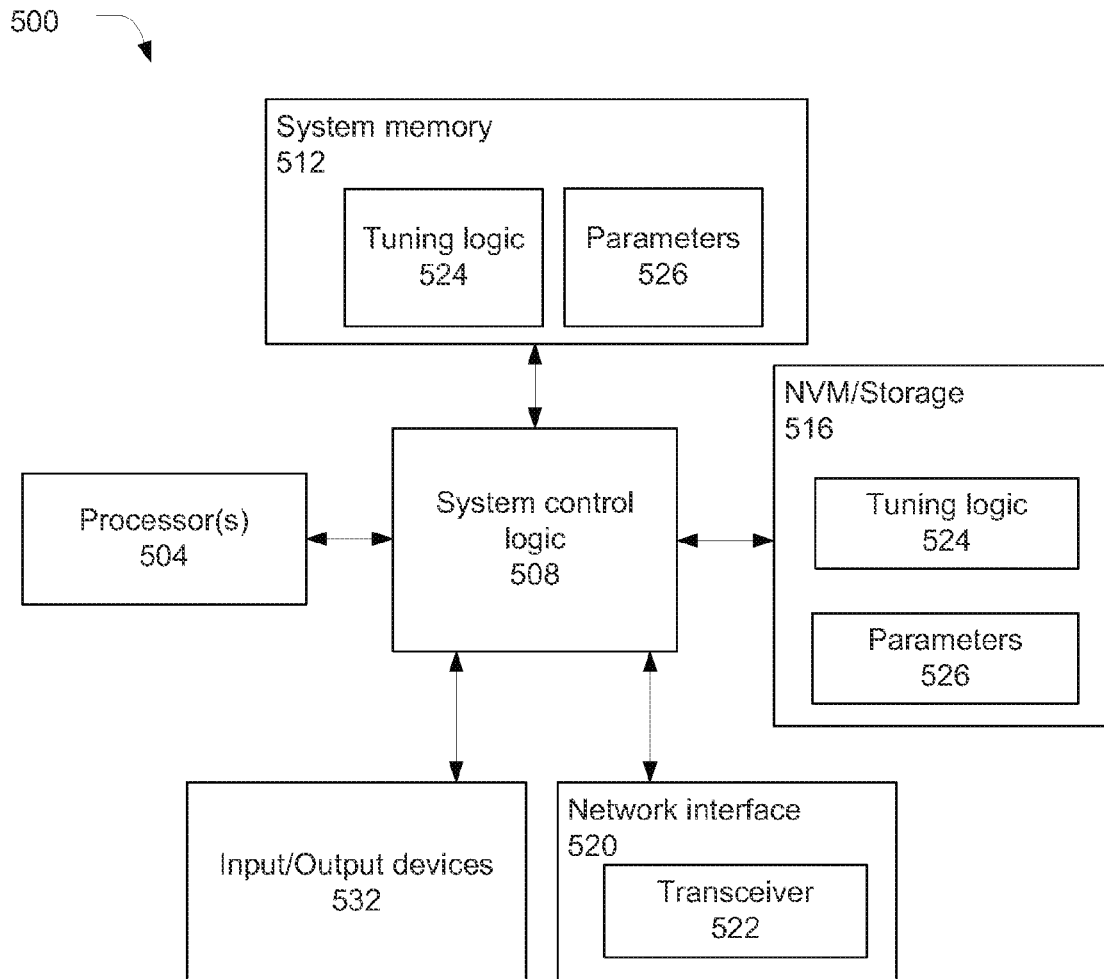 500
System memory
512
Tuning logic
524
Parameters
526
NVM/Storage
516
Tuning logic
524
Parameters
526
System control
logic
508
Processor(s)
504
Input/Output devices
532
Network interface
520
Transceiver
522